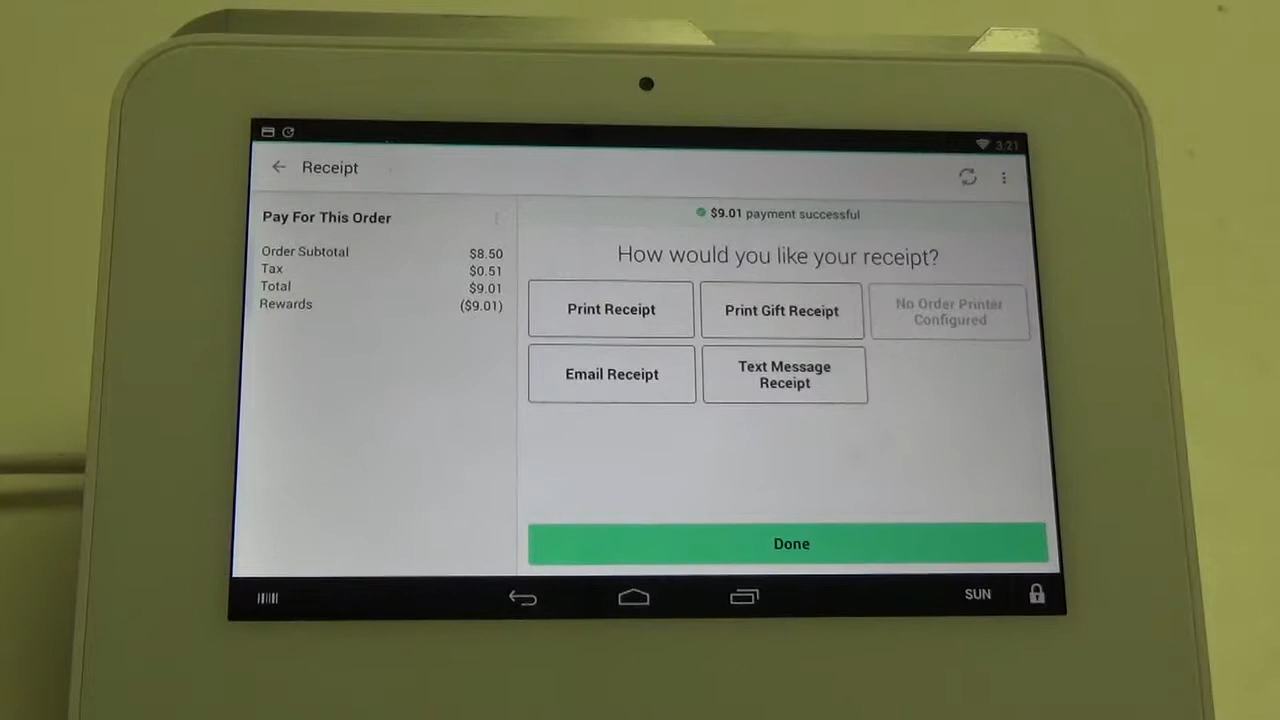 3:21
Receipt
Pay For This Order
Order Subtotal $8.50
Tax $0.51
Total $9.01
Rewards ($9.01)
$9.01 payment successful
How would you like your receipt?
Print Receipt
Print Gift Receipt
No Order Printer
Configured
Email Receipt
Text Message
Receipt
Done
SUN